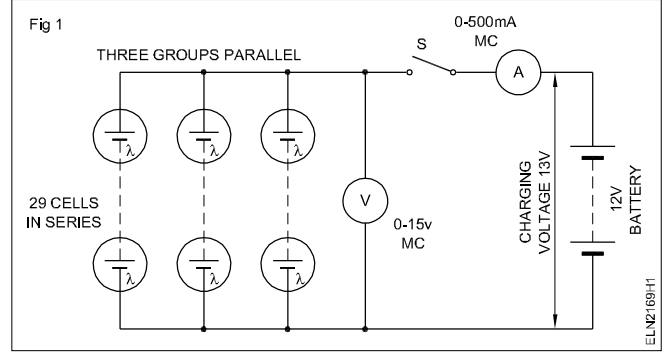 Fig 1
THREE GROUPS PARALLEL
S
0-500mA
MC
A
λ
λ
λ
29 CELLS
IN SERIES
V
0-15v
MC
CHARGING
VOLTAGE 13V
12V
BATTERY
λ
λ
λ
ELN2169H1